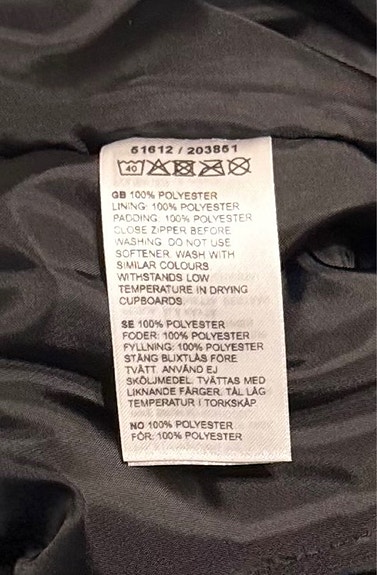 51612 / 203851
40
GB 100% POLYESTER
LINING: 100% POLYESTER
PADDING: 100% POLYESTER
CLOSE ZIPPER BEFORE
WASHING. DO NOT USE
SOFTENER. WASH WITH
SIMILAR COLOURS
WITHSTANDS LOW
TEMPERATURE IN DRYING
CUPBOARDS.
SE 100% POLYESTER
FODER: 100% POLYESTER
FYLLNING: 100% POLYESTER
STÄNG BLIXTLÅS FÖRE
TVÄTT. ANVÄND EJ
SKÖLJMEDEL. TVÄTTAS MED
LIKNANDE FÄRGER. TÅL LÅG
TEMPERATUR I TORKSKÅP.
NO 100% POLYESTER
FÔR: 100% POLYESTER